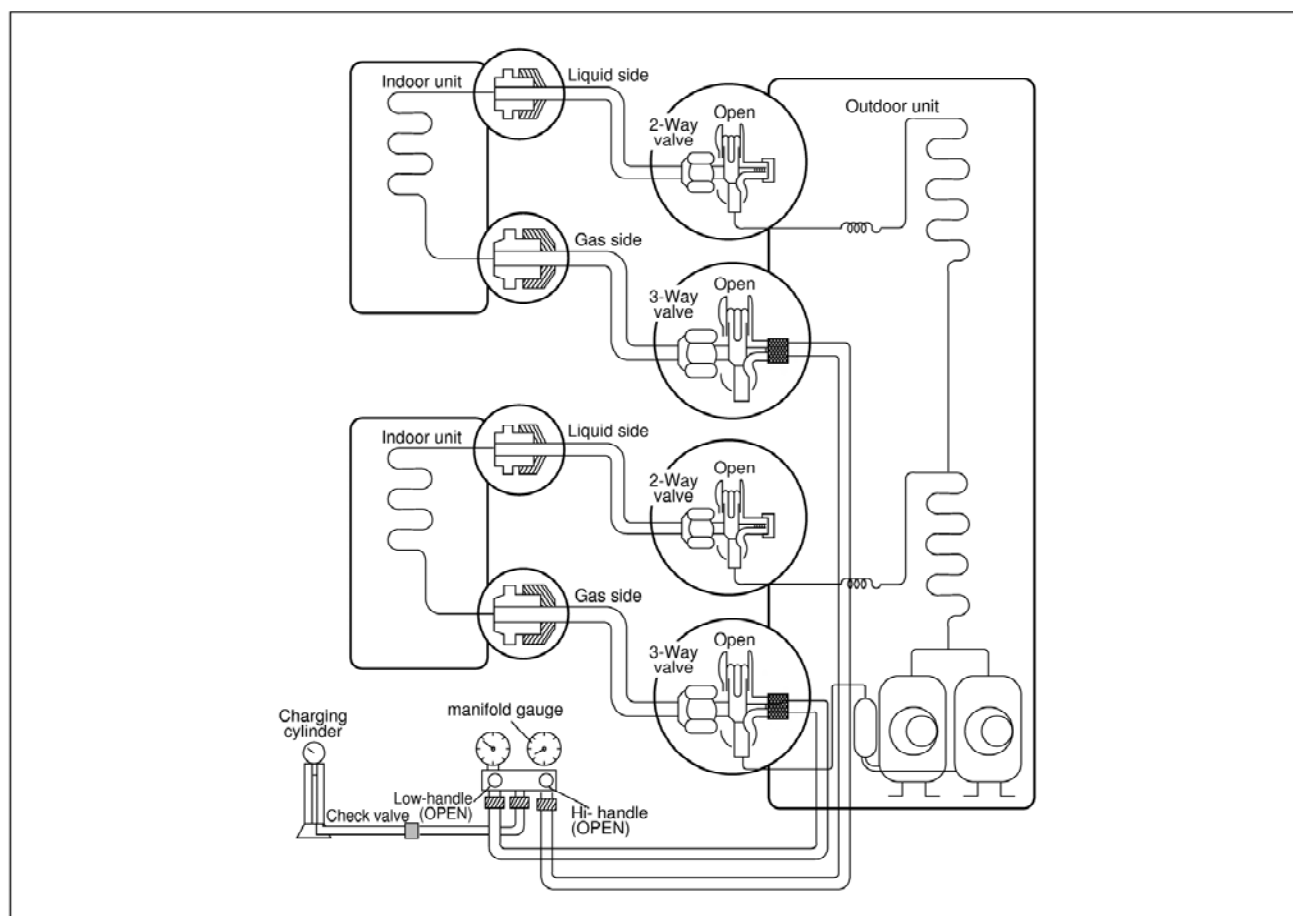 Indoor unit
Liquid side
2-Way
valve
Open
Outdoor unit
Gas side
3-Way
valve
Open
Indoor unit
Liquid side
2-Way
valve
Open
Gas side
3-Way
valve
Open
Charging
cylinder
manifold gauge
Check valve
Low-handle
(OPEN)
Hi- handle
(OPEN)